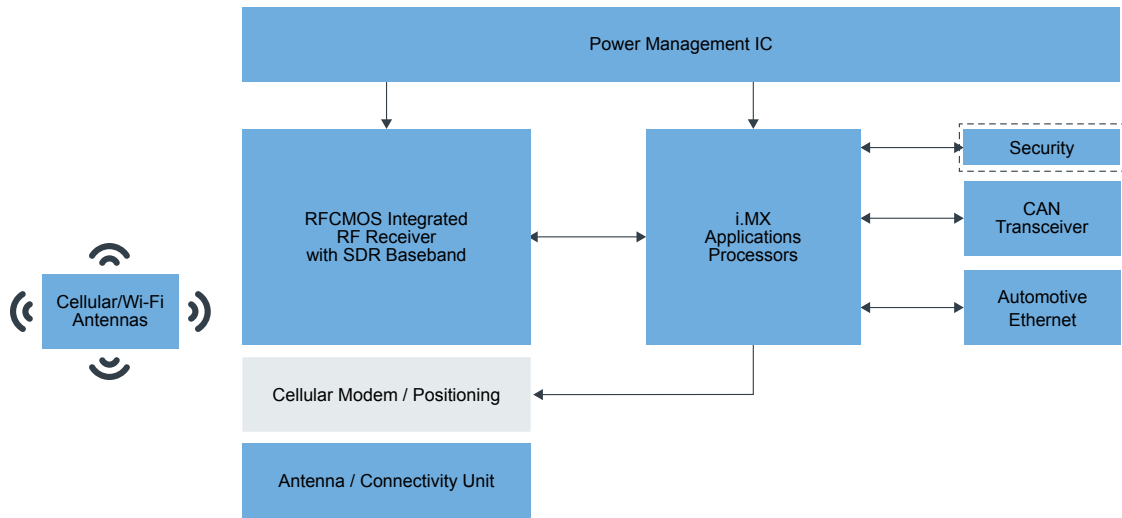 Power Management IC
RFCMOS Integrated
RF Receiver
with SDR Baseband
i.MX
Applications
Processors
Security
CAN
Transceiver
Automotive
Ethernet
Cellular/Wi-Fi
Antennas
Cellular Modem / Positioning
Antenna / Connectivity Unit